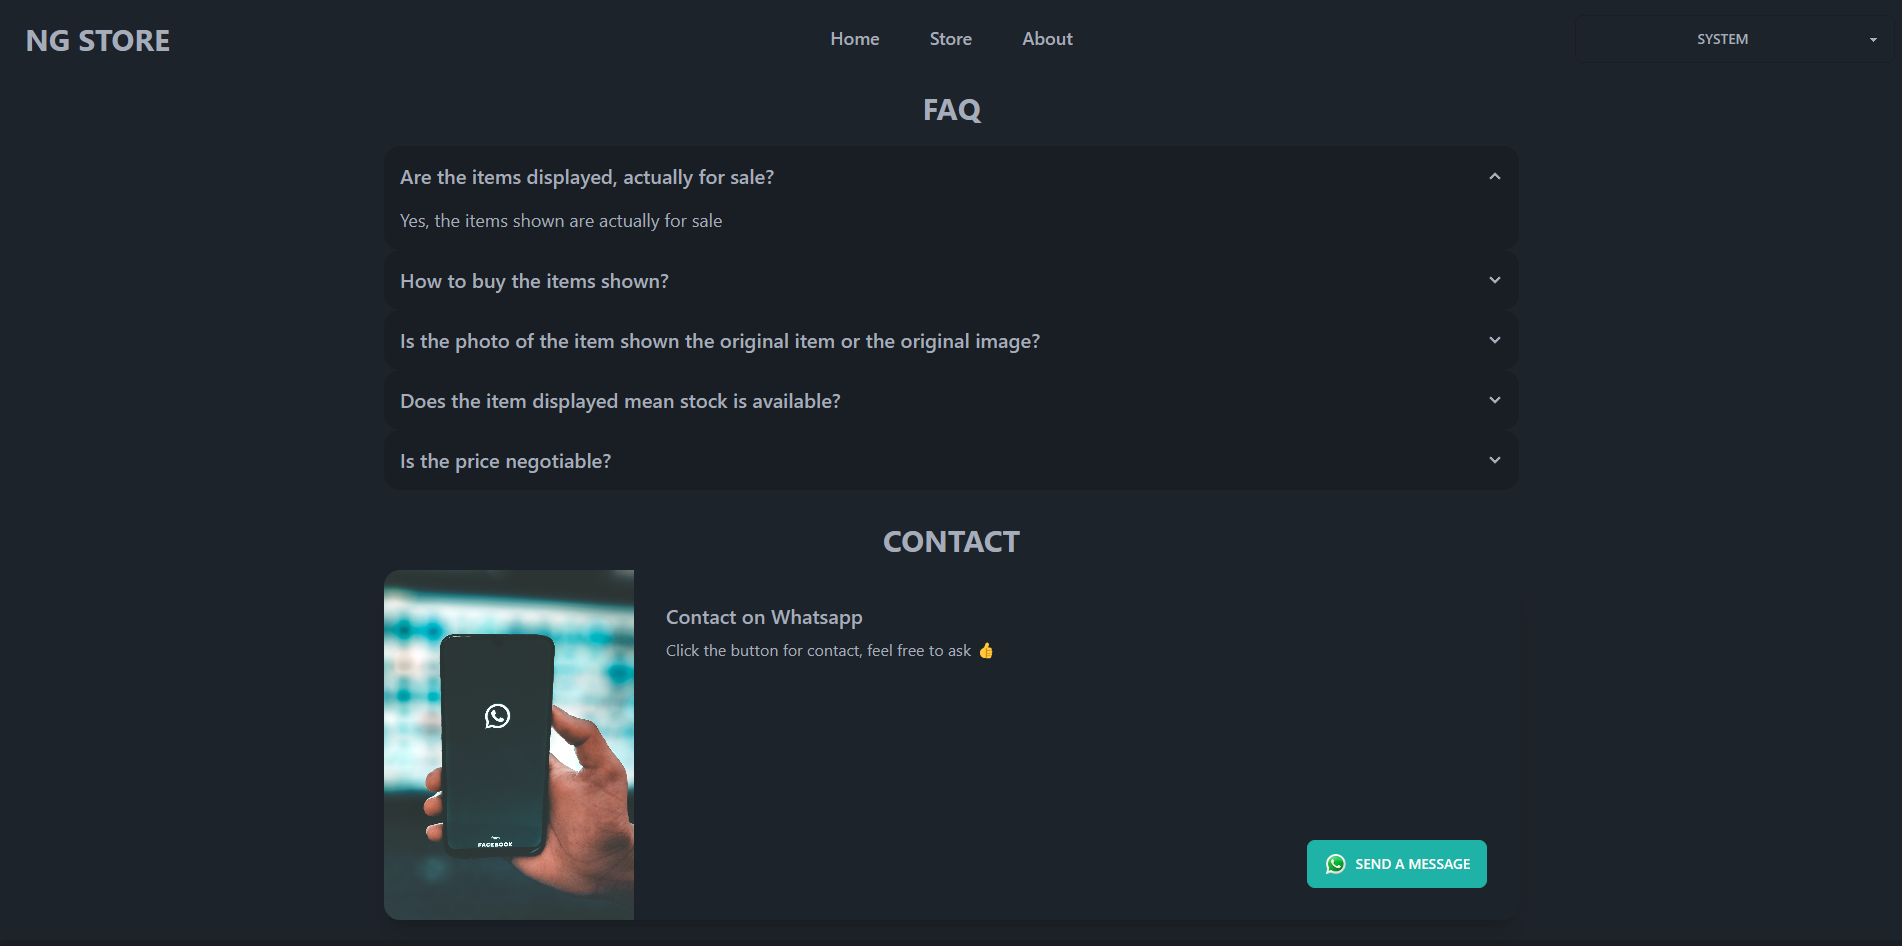 NG STORE
Home
Store
About
SYSTEM
FAQ
Are the items displayed, actually for sale?
Yes, the items shown are actually for sale
How to buy the items shown?
Is the photo of the item shown the original item or the original image?
Does the item displayed mean stock is available?
Is the price negotiable?
CONTACT
Contact on Whatsapp
Click the button for contact, feel free to ask 👍
FACEBOOK
SEND A MESSAGE